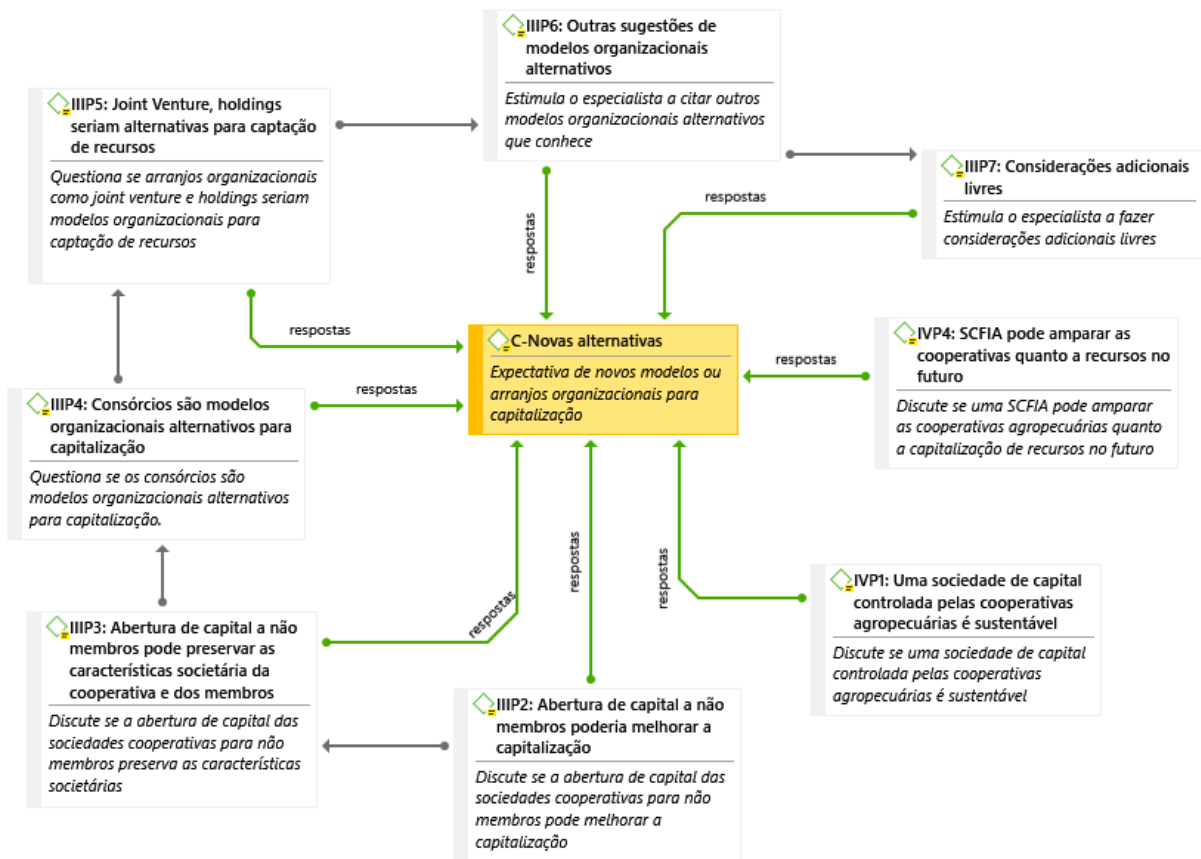 IIIP6: Outras sugestões de
modelos organizacionais
alternativos
Estimula o especialista a citar outros
modelos organizacionais alternativos
que conhece
IIIP5: Joint Venture, holdings
seriam alternativas para captação
de recursos
Questiona se arranjos organizacionais
como joint venture e holdings seriam
modelos organizacionais para
captação de recursos
IIIP7: Considerações adicionais
livres
Estimula o especialista a fazer
considerações adicionais livres
respostas
respostas
respostas
C-Novas alternativas
Expectativa de novos modelos ou
arranjos organizacionais para
capitalização
respostas
IVP4: SCFIA pode amparar as
cooperativas quanto a recursos no
futuro
Discute se uma SCFIA pode amparar
as cooperativas agropecuárias quanto
a capitalização de recursos no futuro
respostas
IIIP4: Consórcios são modelos
organizacionais alternativos para
capitalização
Questiona se os consórcios são
modelos organizacionais alternativos
para capitalização.
respostas
respostas
respostas
IVP1: Uma sociedade de capital
controlada pelas cooperativas
agropecuárias é sustentável
Discute se uma sociedade de capital
controlada pelas cooperativas
agropecuárias é sustentável
IIIP3: Abertura de capital a não
membros pode preservar as
características societária da
cooperativa e dos membros
Discute se a abertura de capital das
sociedades cooperativas para não
membros preserva as características
societárias
IIIP2: Abertura de capital a não
membros poderia melhorar a
capitalização
Discute se a abertura de capital das
sociedades cooperativas para não
membros pode melhorar a
capitalização